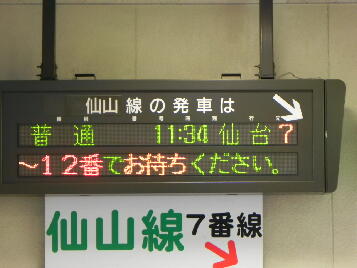 仙山線の発車は
普通 11:34 仙台 7
～12番でお待ちください。
仙山線 7番線